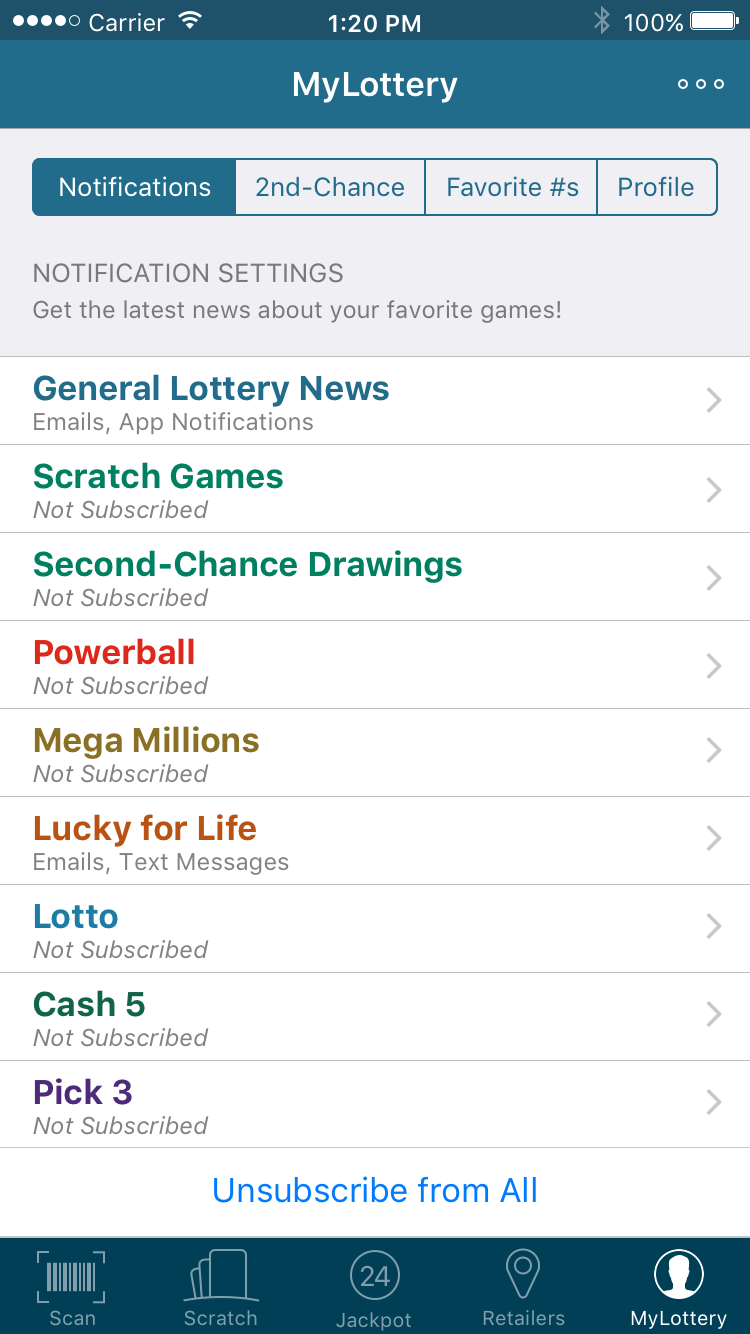 Carrier 1:20 PM 100%
MyLottery
Notifications 2nd-Chance Favorite #s Profile
NOTIFICATION SETTINGS
Get the latest news about your favorite games!
General Lottery News
Emails, App Notifications
Scratch Games
Not Subscribed
Second-Chance Drawings
Not Subscribed
Powerball
Not Subscribed
Mega Millions
Not Subscribed
Lucky for Life
Emails, Text Messages
Lotto
Not Subscribed
Cash 5
Not Subscribed
Pick 3
Not Subscribed
Unsubscribe from All
24
Scan Scratch Jackpot Retailers MyLottery